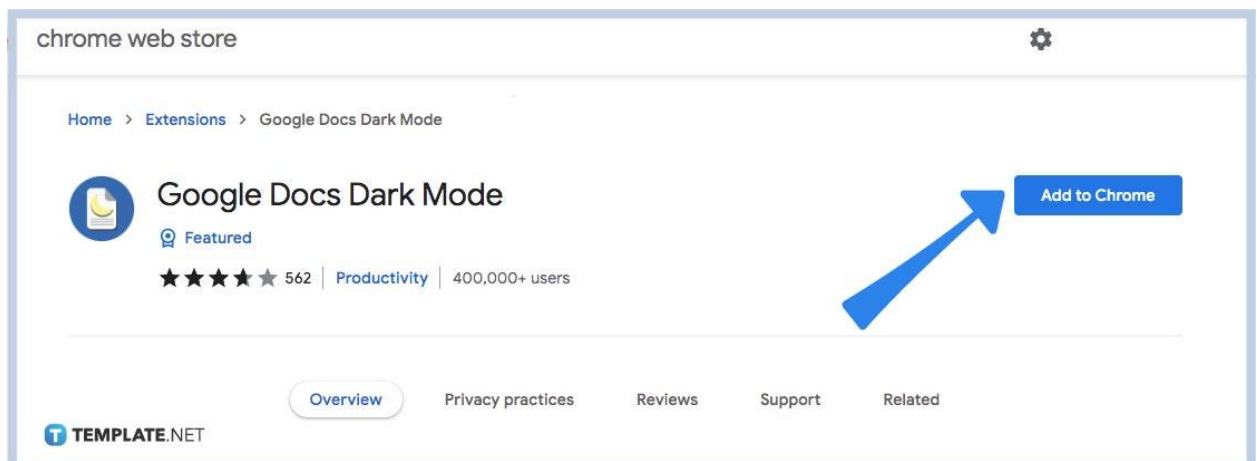 chrome web store
Home > Extensions > Google Docs Dark Mode
Google Docs Dark Mode
Add to Chrome
Featured
562 | Productivity | 400,000+ users
Overview Privacy practices Reviews Support Related
T TEMPLATE.NET